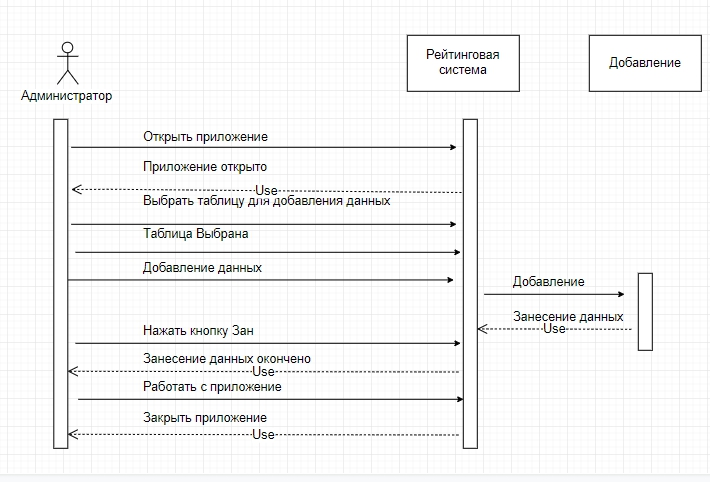 Администратор
Рейтинговая
система
Добавление
Открыть приложение
Приложение открыто
Use
Выбрать таблицу для добавления данных
Таблица Выбрана
Добавление данных
Добавление
Занесение данных
Use
Нажать кнопку Зан
Занесение данных окончено
Use
Работать с приложение
Закрыть приложение
Use